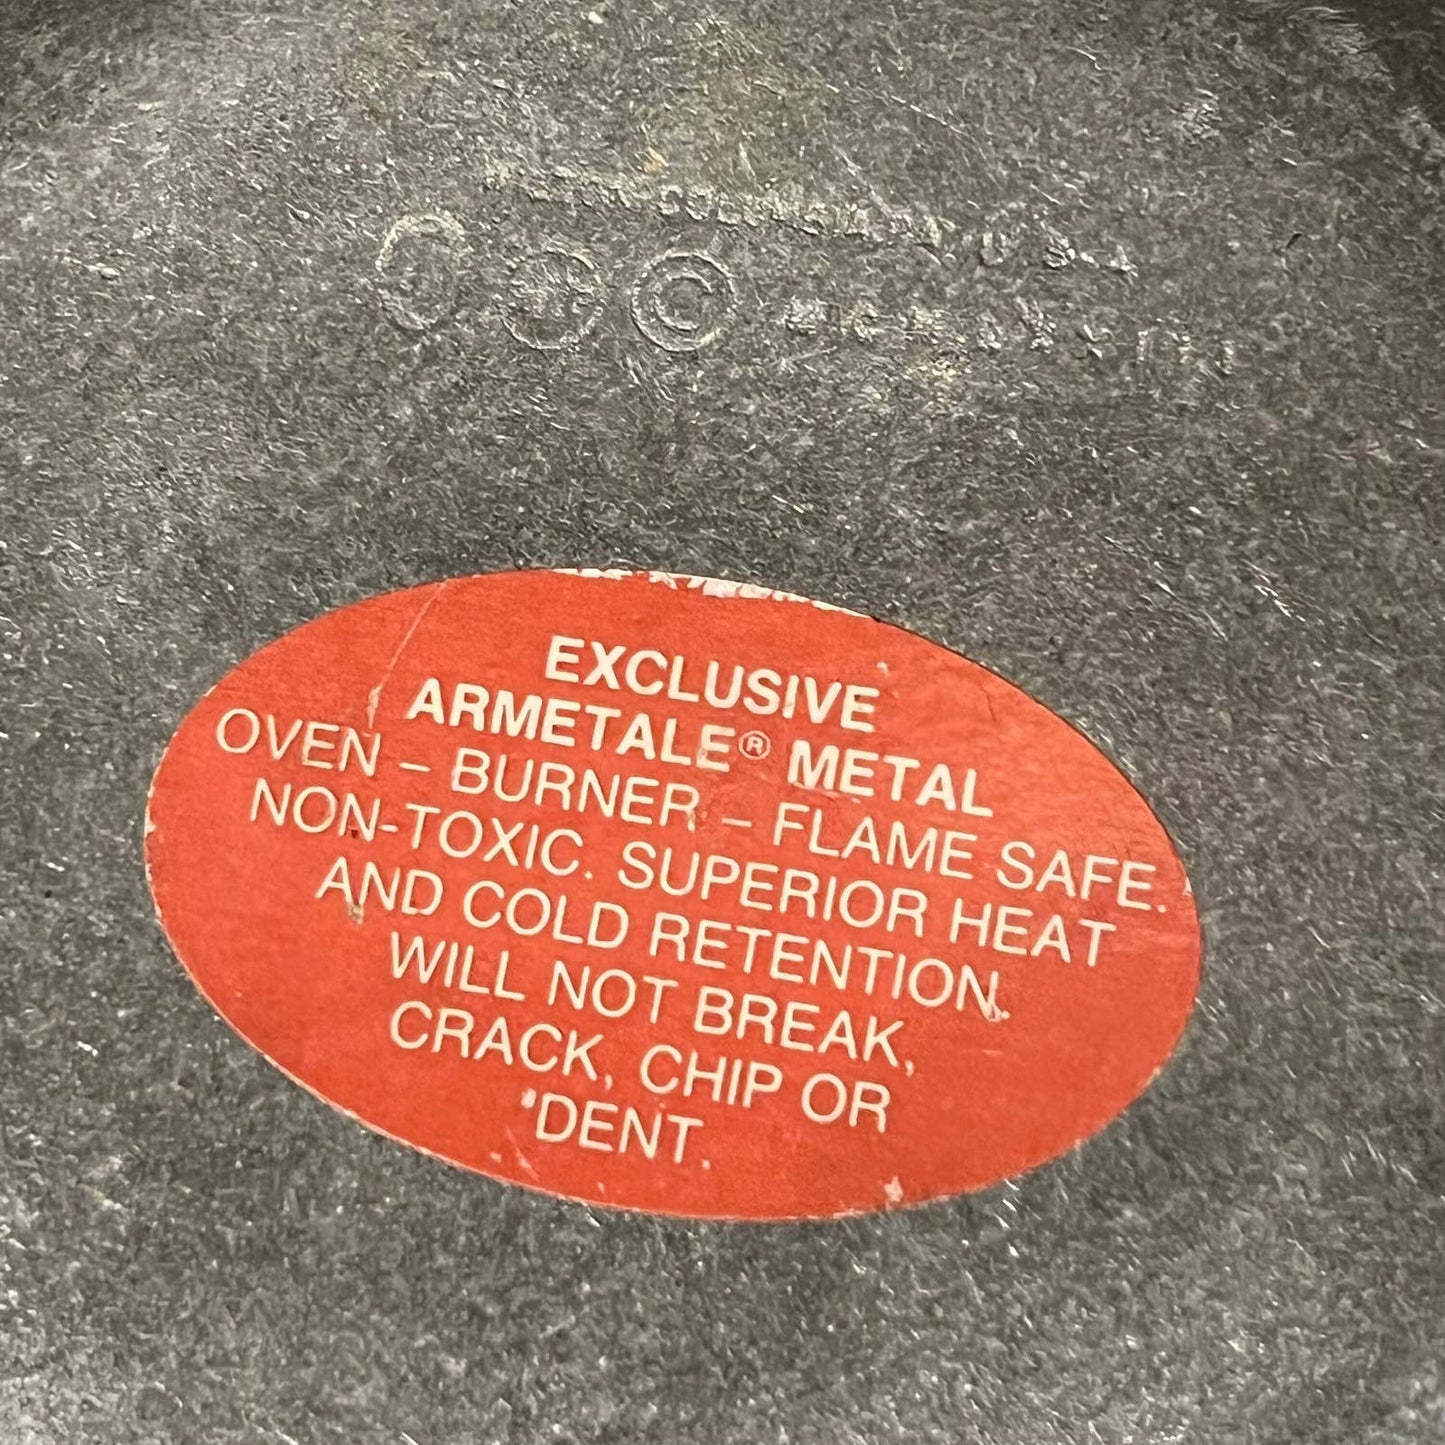 ©
EXCLUSIVE
ARMETALE® METAL
OVEN – BURNER – FLAME SAFE.
NON-TOXIC. SUPERIOR HEAT
AND COLD RETENTION.
WILL NOT BREAK,
CRACK, CHIP OR
DENT.